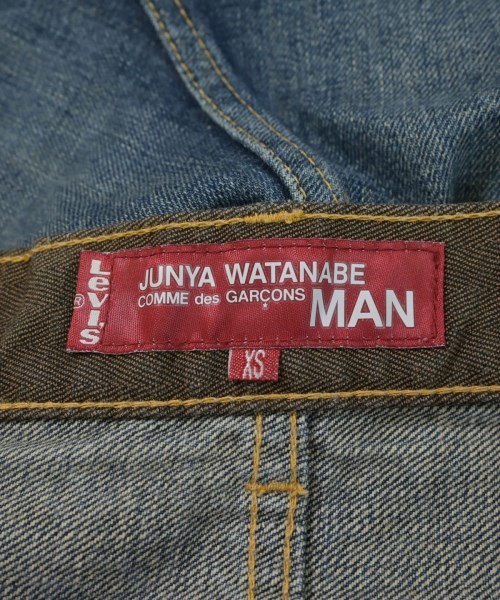 Levi's
®
JUNYA WATANABE
COMME des GARÇONS MAN
XS